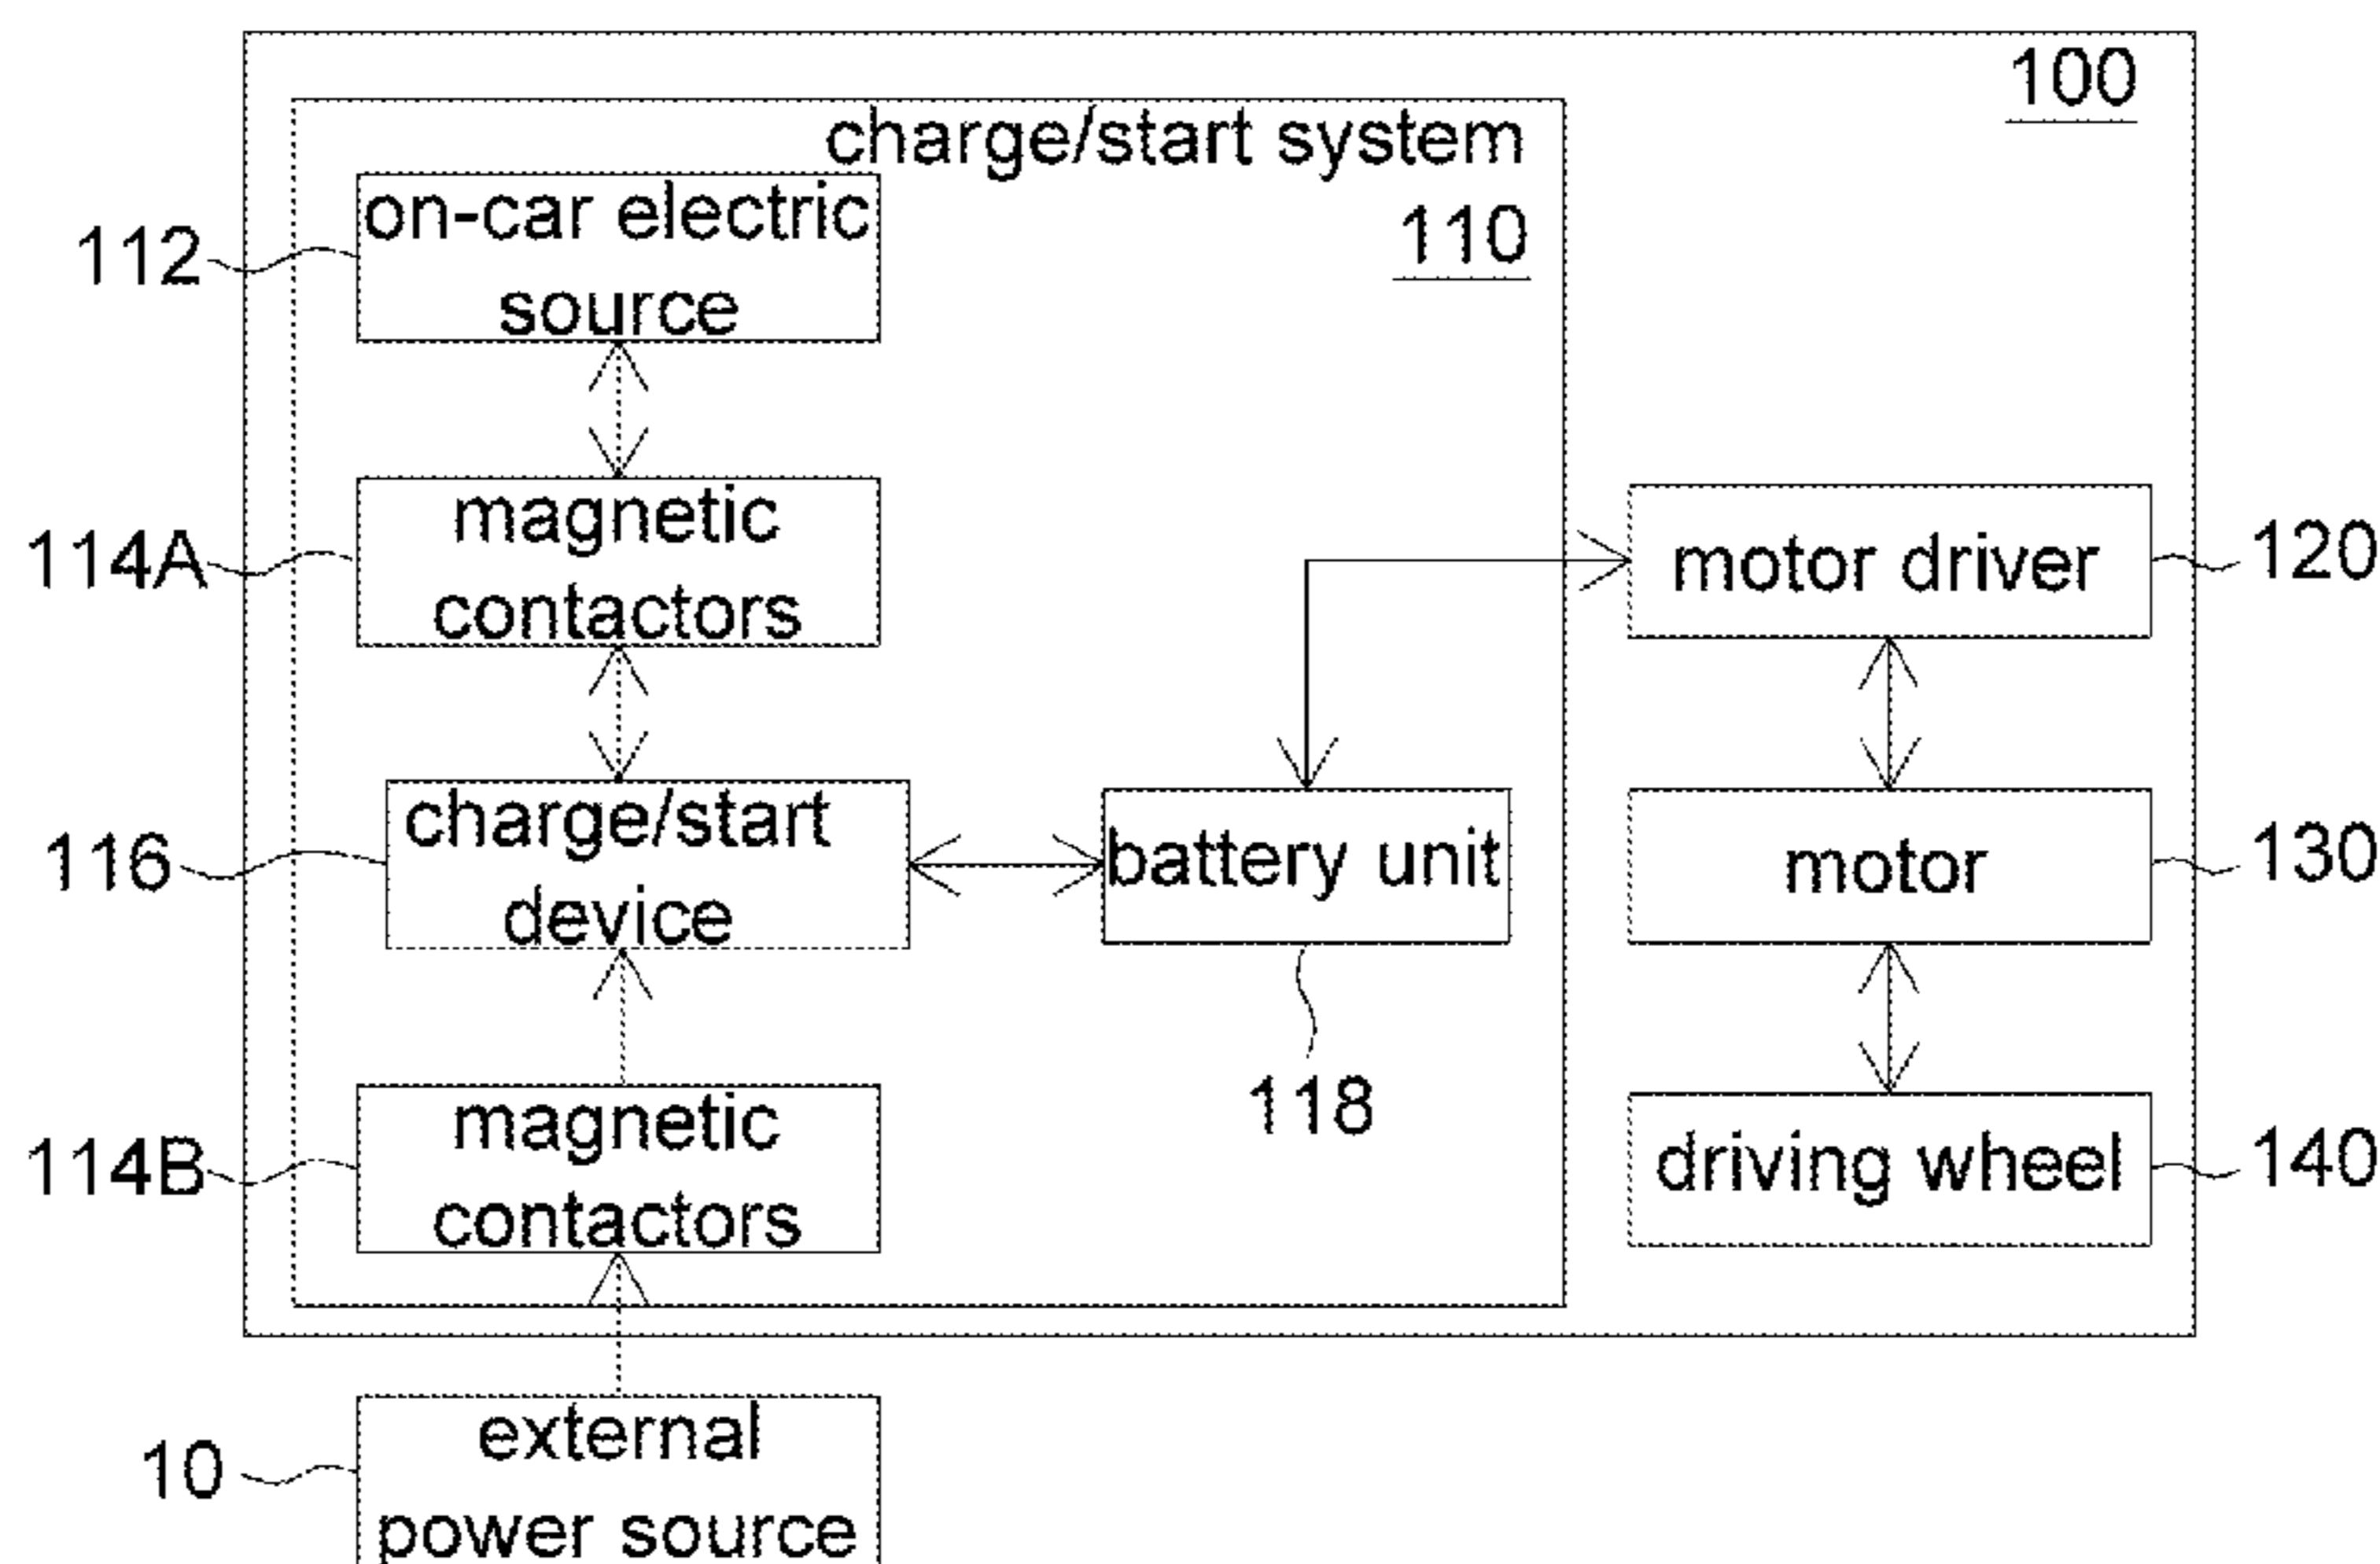 100
charge/start system
110
112
on-car electric
source
114A
magnetic
contactors
motor driver
120
116
charge/start
device
battery unit
motor
130
118
114B
magnetic
contactors
driving wheel
140
10
external
power source